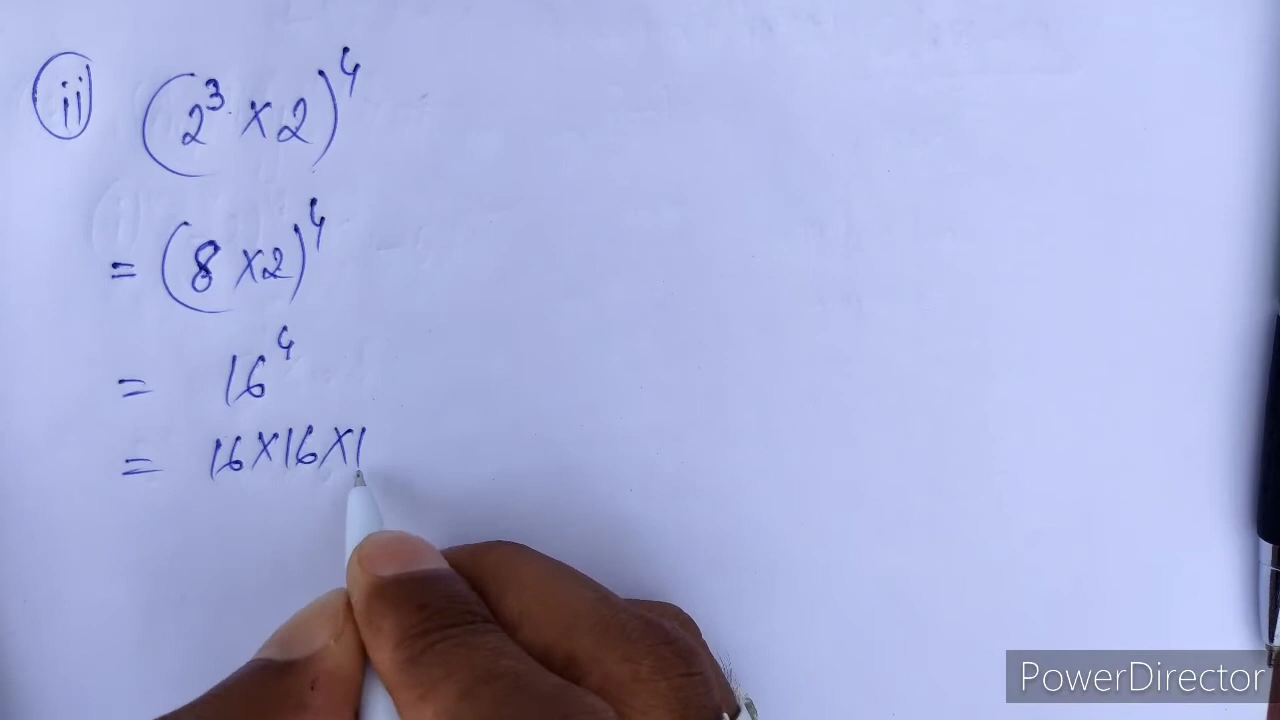 ii (2³ × 2)⁴
= (8 × 2)⁴
= 16⁴
= 16×16×1
PowerDirector